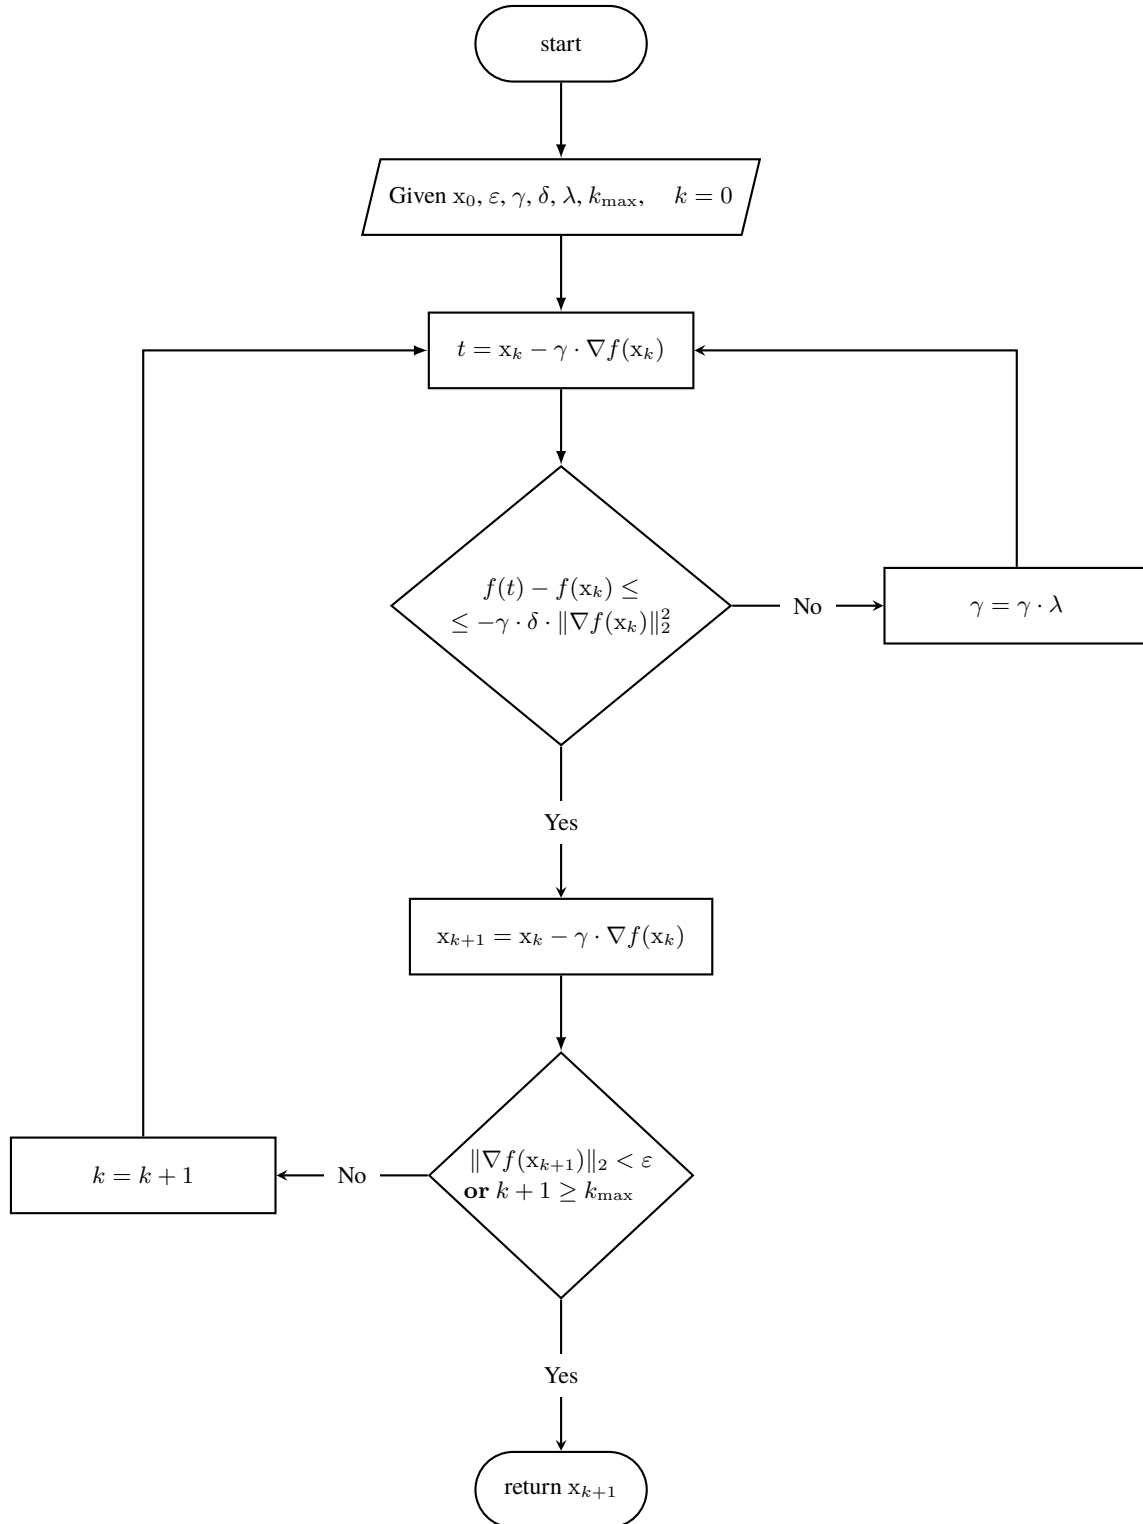 start
Given x₀, ε, γ, δ, λ, k_max, k = 0
t = x_k − γ · ∇f(x_k)
f(t) − f(x_k) ≤
≤ −γ · δ · ‖∇f(x_k)‖₂²
No
γ = γ · λ
Yes
x_{k+1} = x_k − γ · ∇f(x_k)
‖∇f(x_{k+1})‖₂ < ε
or k + 1 ≥ k_max
No
k = k + 1
Yes
return x_{k+1}